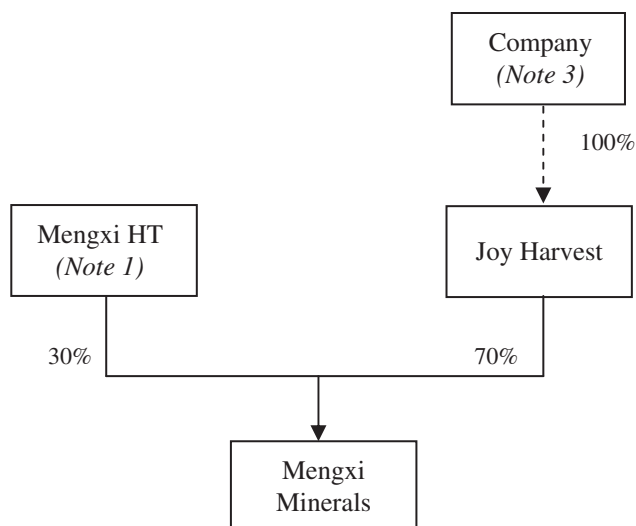 Company
(Note 3)
100%
Mengxi HT
(Note 1)
Joy Harvest
30%
70%
Mengxi
Minerals